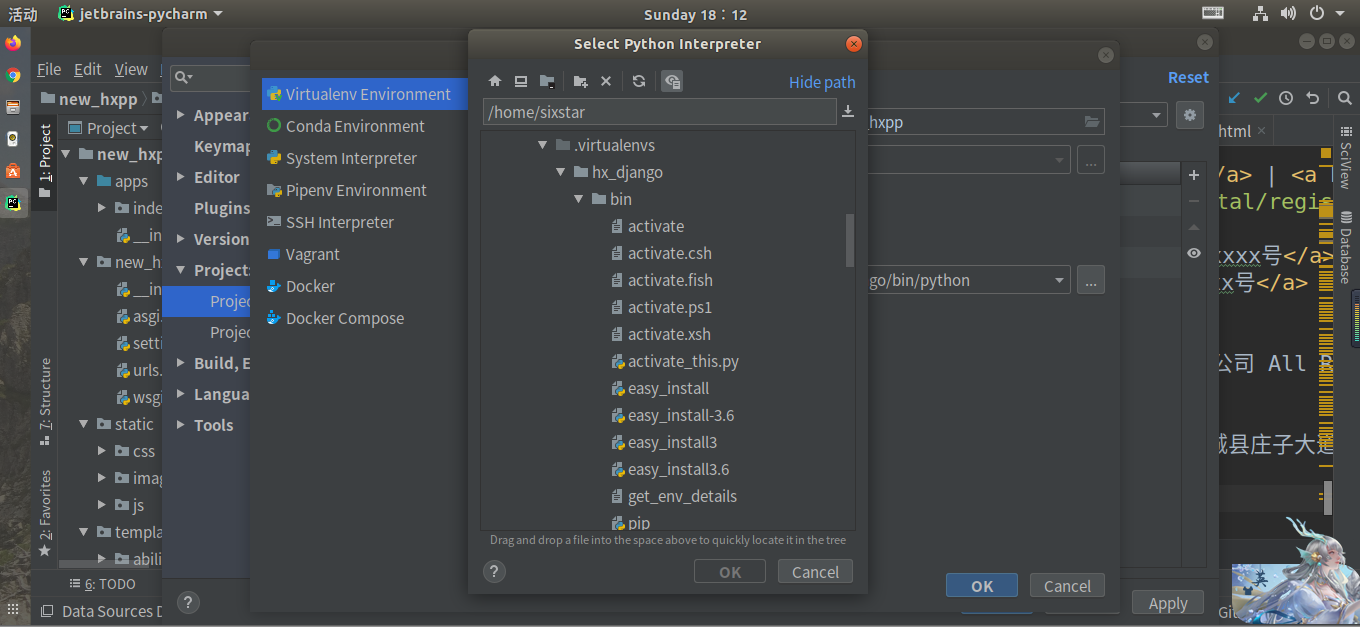 活动
jetbrains-pycharm
Sunday 18：12
File Edit View
new_hxpp
1: Project
7: Structure
2: Favorites
Project
new_hxp
apps
inde
__in
new_h
__in
asgi.
setti
urls.
wsgi
static
css
imag
js
templa
abili
6: TODO
Data Sources D
Appear
Keymap
Editor
Plugins
Version
Projects
Projec
Projec
Build, E
Langua
Tools
?
Virtualenv Environment
Conda Environment
System Interpreter
Pipenv Environment
SSH Interpreter
Vagrant
Docker
Docker Compose
Select Python Interpreter
Hide path
/home/sixstar
.virtualenvs
hx_django
bin
activate
activate.csh
activate.fish
activate.ps1
activate.xsh
activate_this.py
easy_install
easy_install-3.6
easy_install3
easy_install3.6
get_env_details
pip
Drag and drop a file into the space above to quickly locate it in the tree
?
OK
Cancel
hxpp
...
go/bin/python
...
OK
Cancel
Reset
Apply
html
/a> | <a
tal/regis
xxxx号</a>
xx号</a>
公司 All R
城县庄子大道
SciView
Database
Git
英